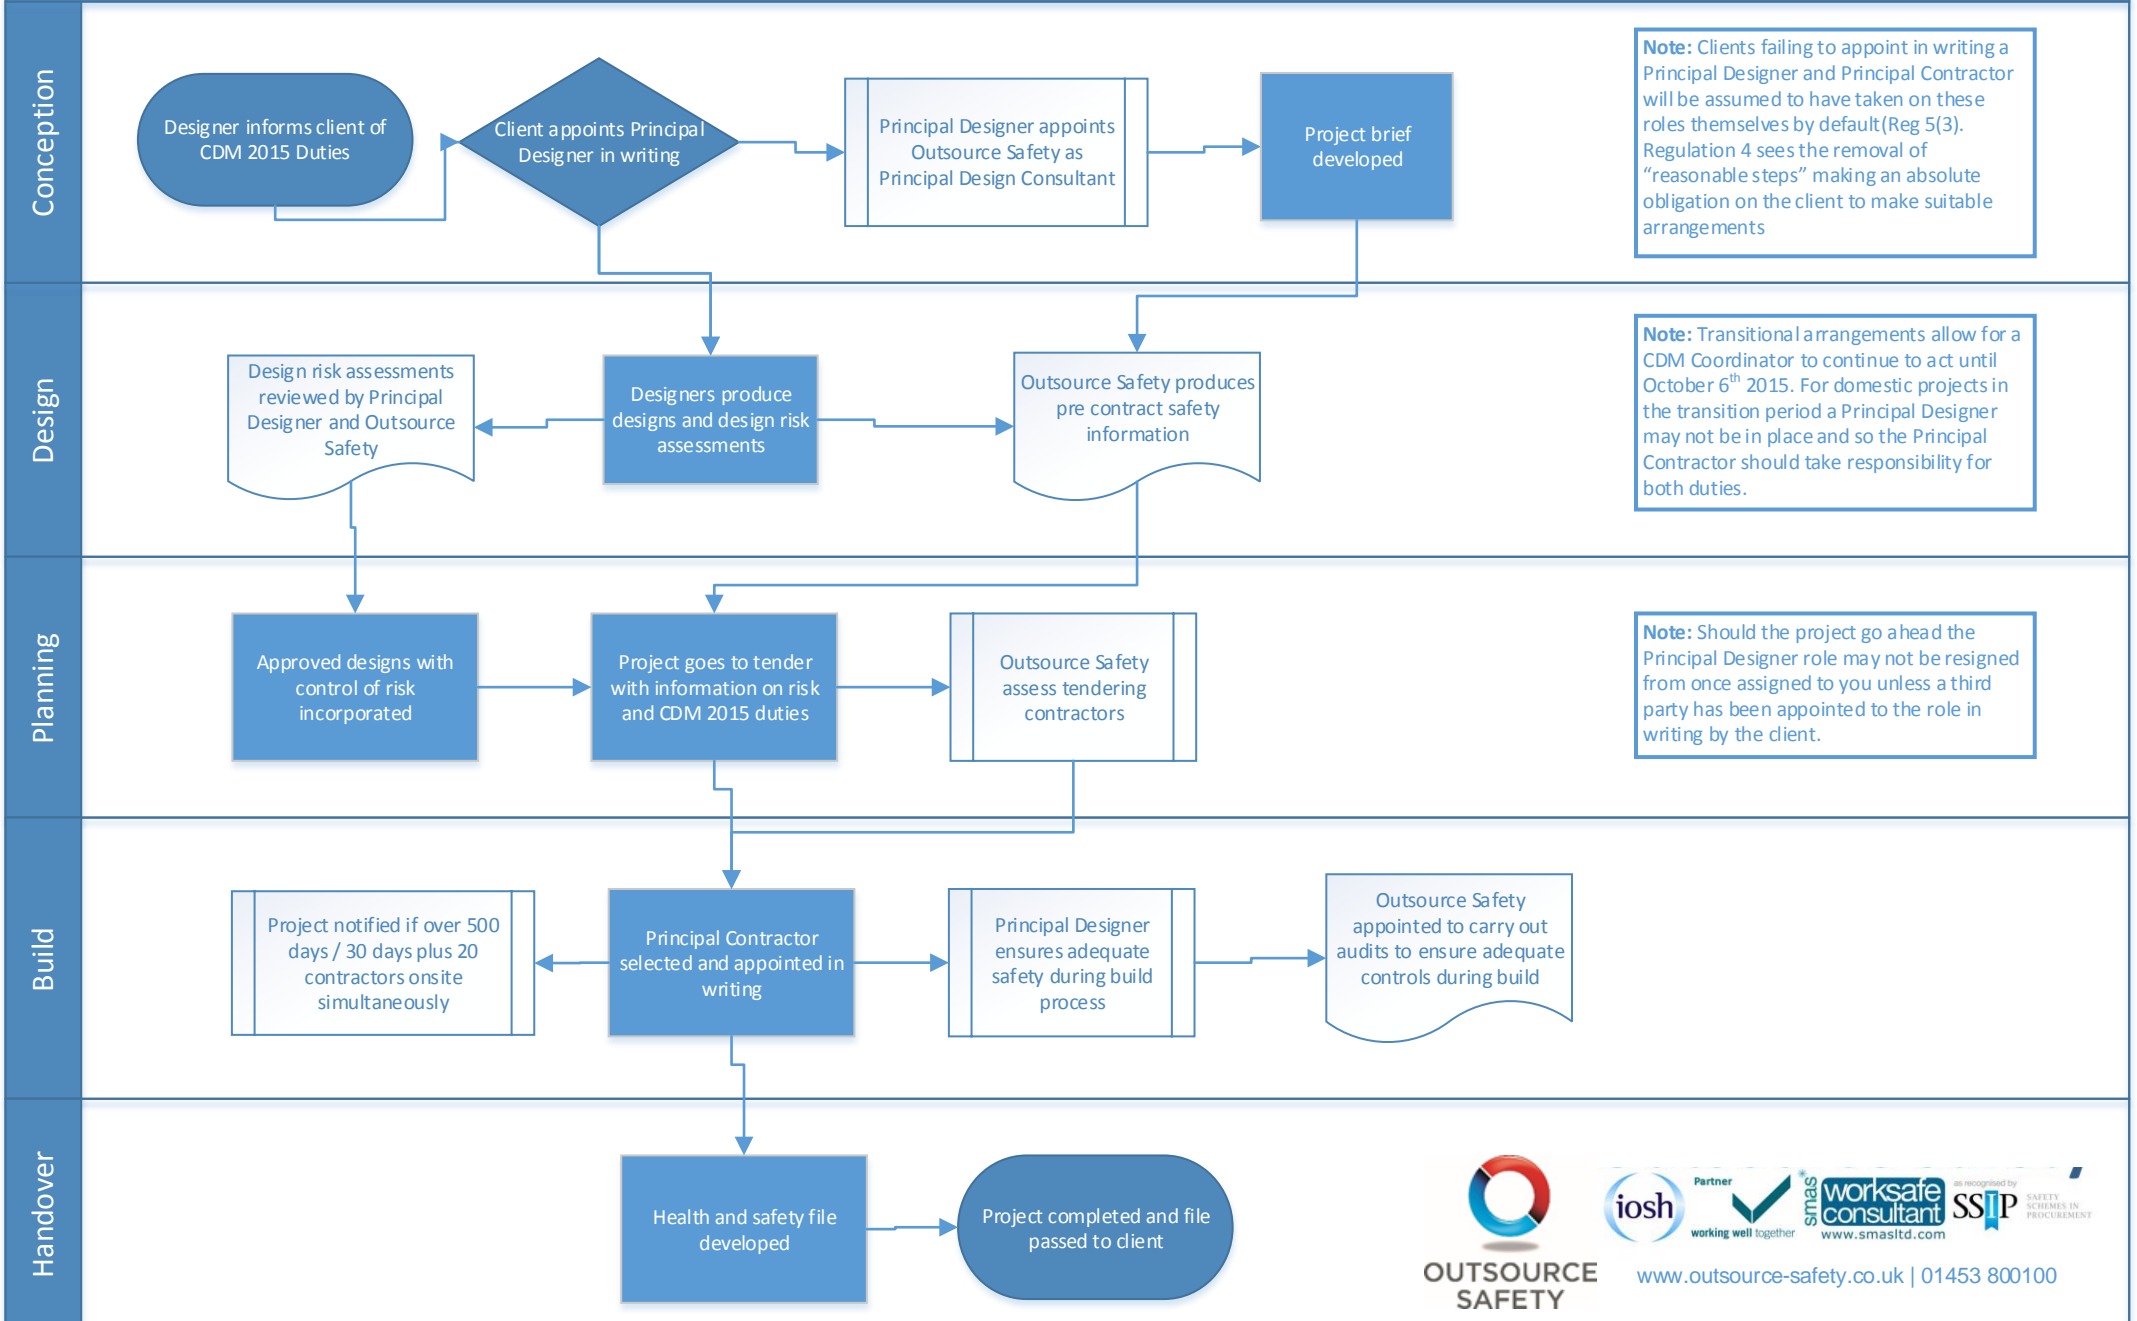 Conception
Designer informs client of
CDM 2015 Duties
Client appoints Principal
Designer in writing
Principal Designer appoints
Outsource Safety as
Principal Design Consultant
Project brief
developed
Note: Clients failing to appoint in writing a
Principal Designer and Principal Contractor
will be assumed to have taken on these
roles themselves by default(Reg 5(3).
Regulation 4 sees the removal of
“reasonable steps” making an absolute
obligation on the client to make suitable
arrangements
Design
Design risk assessments
reviewed by Principal
Designer and Outsource
Safety
Designers produce
designs and design risk
assessments
Outsource Safety produces
pre contract safety
information
Note: Transitional arrangements allow for a
CDM Coordinator to continue to act until
October 6th 2015. For domestic projects in
the transition period a Principal Designer
may not be in place and so the Principal
Contractor should take responsibility for
both duties.
Planning
Approved designs with
control of risk
incorporated
Project goes to tender
with information on risk
and CDM 2015 duties
Outsource Safety
assess tendering
contractors
Note: Should the project go ahead the
Principal Designer role may not be resigned
from once assigned to you unless a third
party has been appointed to the role in
writing by the client.
Build
Project notified if over 500
days / 30 days plus 20
contractors onsite
simultaneously
Principal Contractor
selected and appointed in
writing
Principal Designer
ensures adequate
safety during build
process
Outsource Safety
appointed to carry out
audits to ensure adequate
controls during build
Handover
Health and safety file
developed
Project completed and file
passed to client
OUTSOURCE
SAFETY
iosh
Partner
working well together
smas
worksafe
consultant
www.smasltd.com
as recognised by
SSIP
SAFETY
SCHEMES IN
PROCUREMENT
www.outsource-safety.co.uk | 01453 800100